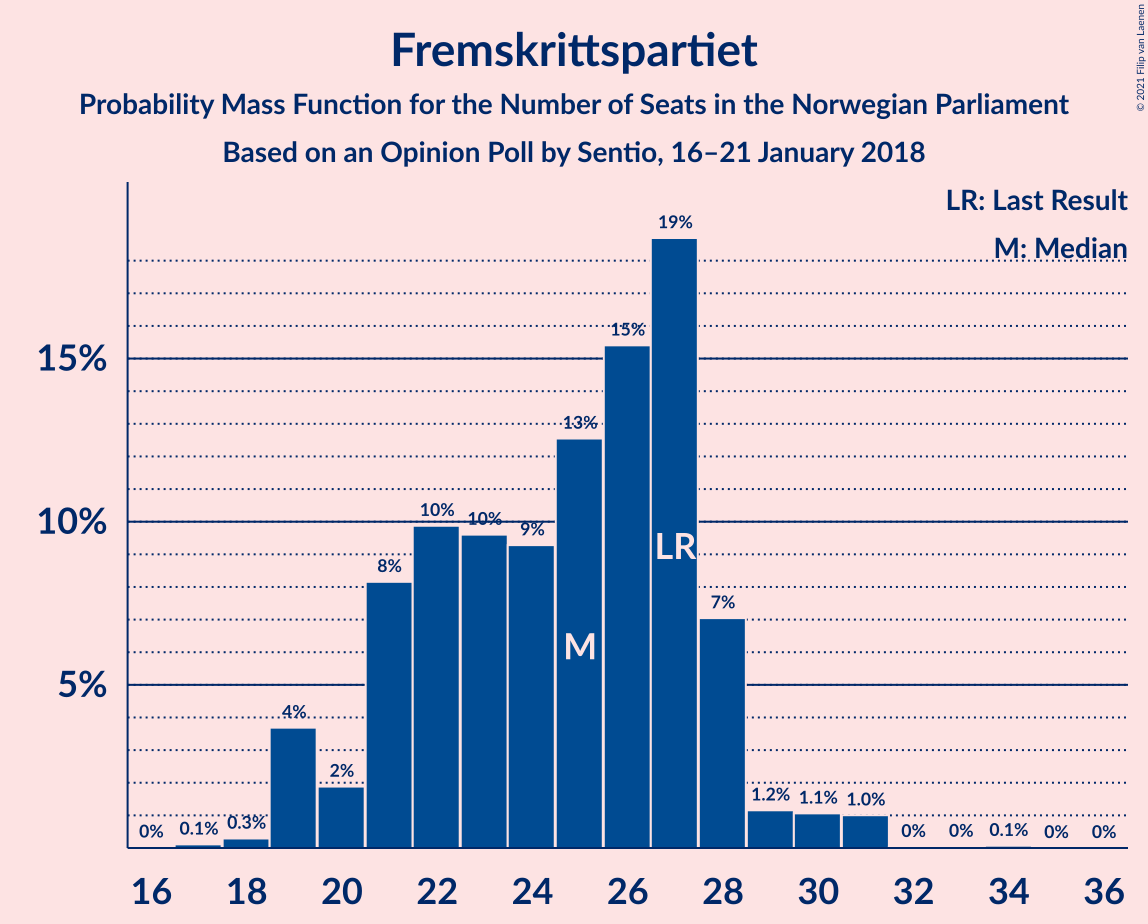 Fremskrittspartiet
Probability Mass Function for the Number of Seats in the Norwegian Parliament
Based on an Opinion Poll by Sentio, 16–21 January 2018
© 2021 Filip van Laenen
LR: Last Result
M: Median
19%
15%
15%
13%
10%
10%
9%
10%
LR
8%
7%
M
5%
4%
2%
1.2%
1.1%
1.0%
0%
0.1%
0.3%
0%
0%
0.1%
0%
0%
16 18 20 22 24 26 28 30 32 34 36